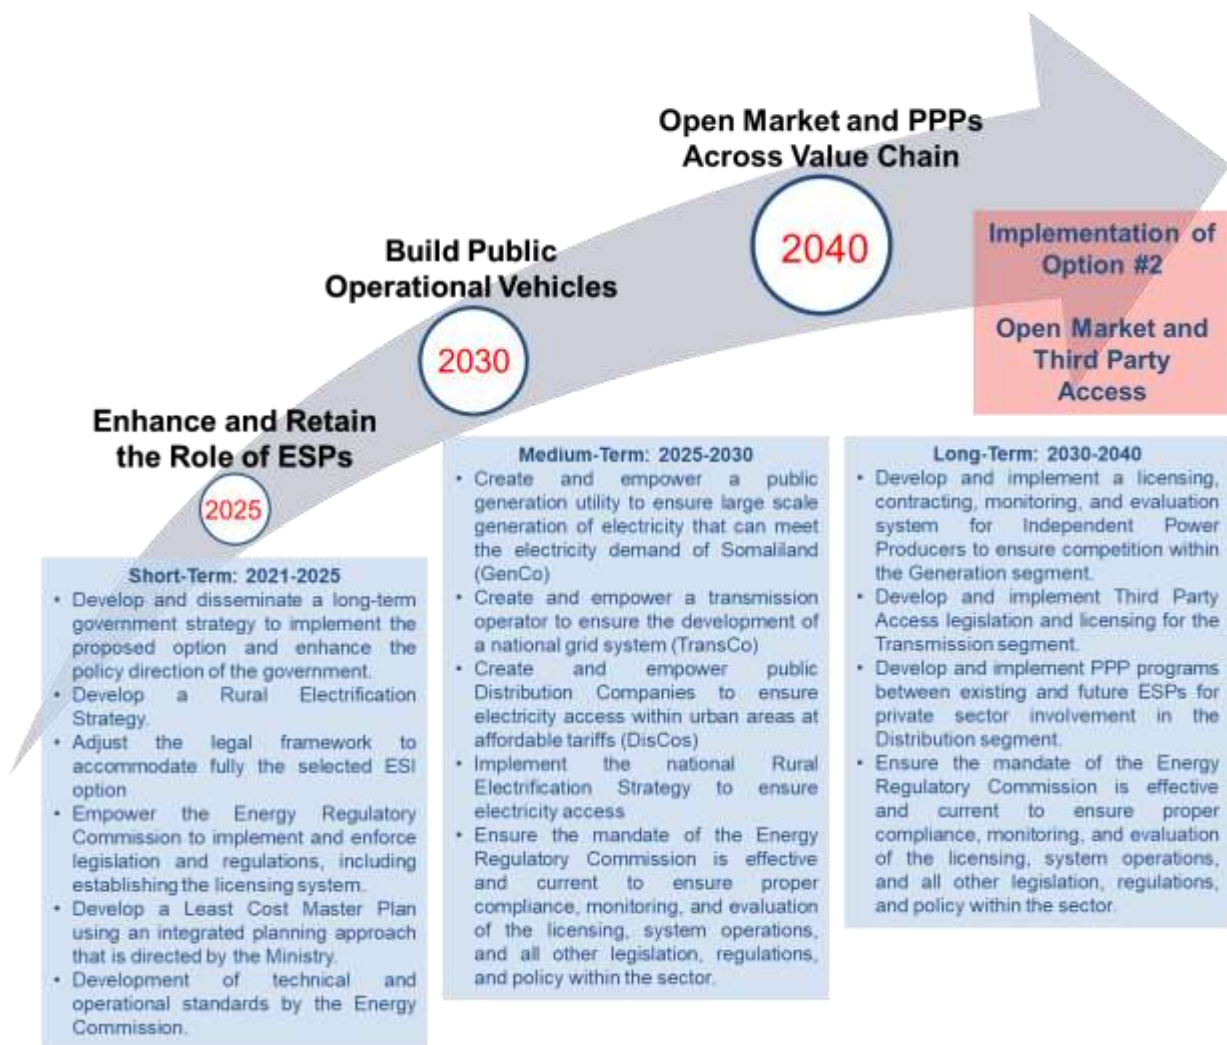 Open Market and PPPs
Across Value Chain
2040
Implementation of
Option #2
Open Market and
Third Party
Access
Build Public
Operational Vehicles
2030
Enhance and Retain
the Role of ESPs
2025
Short-Term: 2021-2025
• Develop and disseminate a long-term
government strategy to implement the
proposed option and enhance the
policy direction of the government.
• Develop a Rural Electrification
Strategy.
• Adjust the legal framework to
accommodate fully the selected ESI
option
• Empower the Energy Regulatory
Commission to implement and enforce
legislation and regulations, including
establishing the licensing system.
• Develop a Least Cost Master Plan
using an integrated planning approach
that is directed by the Ministry.
• Development of technical and
operational standards by the Energy
Commission.
Medium-Term: 2025-2030
• Create and empower a public
generation utility to ensure large scale
generation of electricity that can meet
the electricity demand of Somaliland
(GenCo)
• Create and empower a transmission
operator to ensure the development of
a national grid system (TransCo)
• Create and empower public
Distribution Companies to ensure
electricity access within urban areas at
affordable tariffs (DisCos)
• Implement the national Rural
Electrification Strategy to ensure
electricity access
• Ensure the mandate of the Energy
Regulatory Commission is effective
and current to ensure proper
compliance, monitoring, and evaluation
of the licensing, system operations,
and all other legislation, regulations,
and policy within the sector.
Long-Term: 2030-2040
• Develop and implement a licensing,
contracting, monitoring, and evaluation
system for Independent Power
Producers to ensure competition within
the Generation segment.
• Develop and implement Third Party
Access legislation and licensing for the
Transmission segment.
• Develop and implement PPP programs
between existing and future ESPs for
private sector involvement in the
Distribution segment.
• Ensure the mandate of the Energy
Regulatory Commission is effective
and current to ensure proper
compliance, monitoring, and evaluation
of the licensing, system operations,
and all other legislation, regulations,
and policy within the sector.